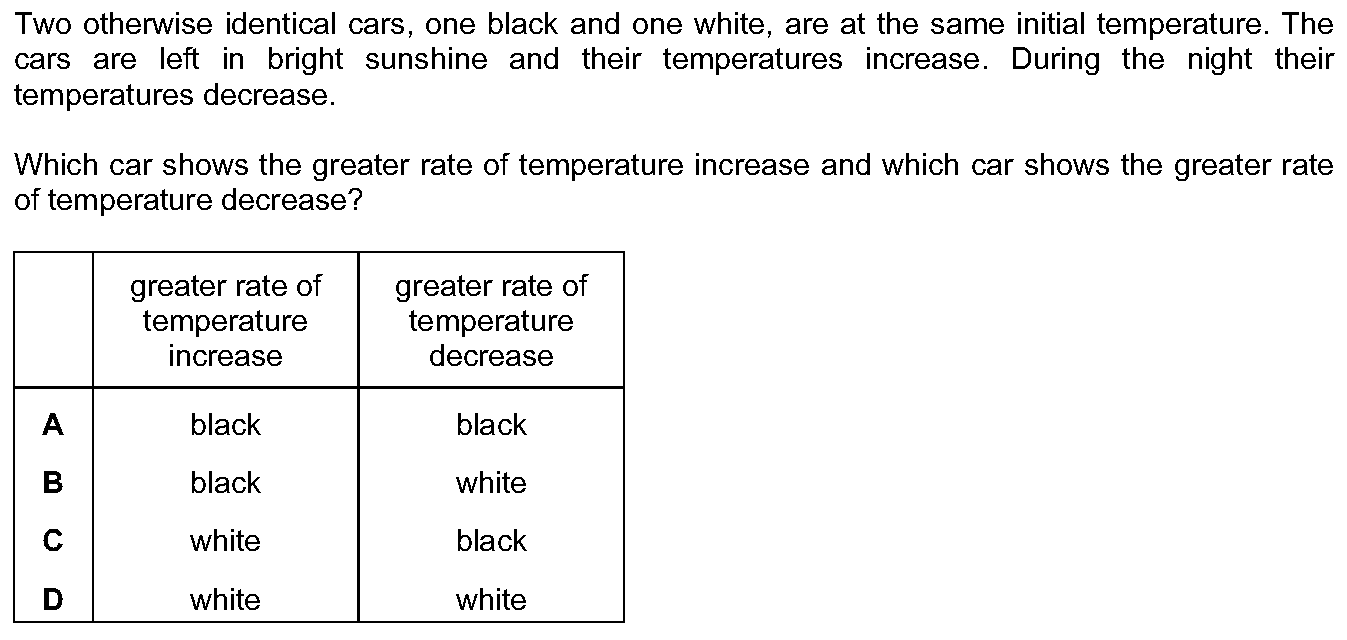 Two otherwise identical cars, one black and one white, are at the same initial temperature. The
cars are left in bright sunshine and their temperatures increase. During the night their
temperatures decrease.
Which car shows the greater rate of temperature increase and which car shows the greater rate
of temperature decrease?
greater rate of temperature increase greater rate of temperature decrease
A black black
B black white
C white black
D white white